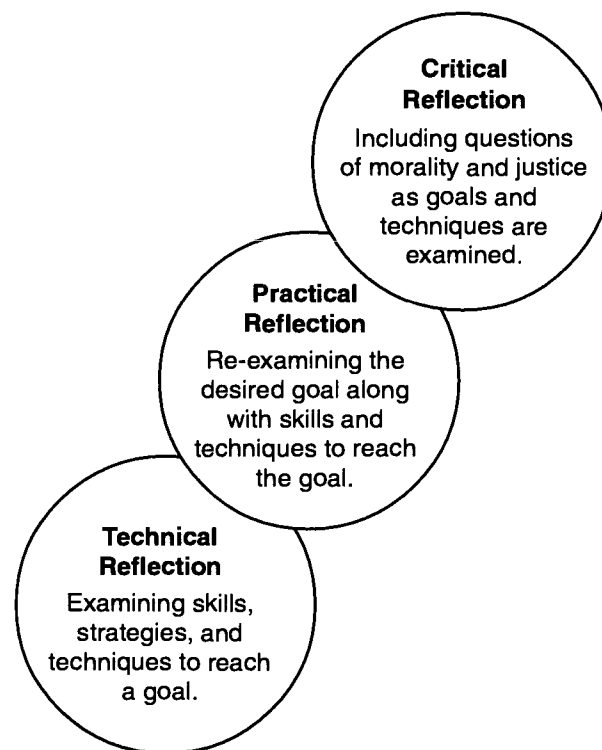 Critical
Reflection
Including questions
of morality and justice
as goals and
techniques are
examined.
Practical
Reflection
Re-examining the
desired goal along
with skills and
techniques to reach
the goal.
Technical
Reflection
Examining skills,
strategies, and
techniques to reach
a goal.